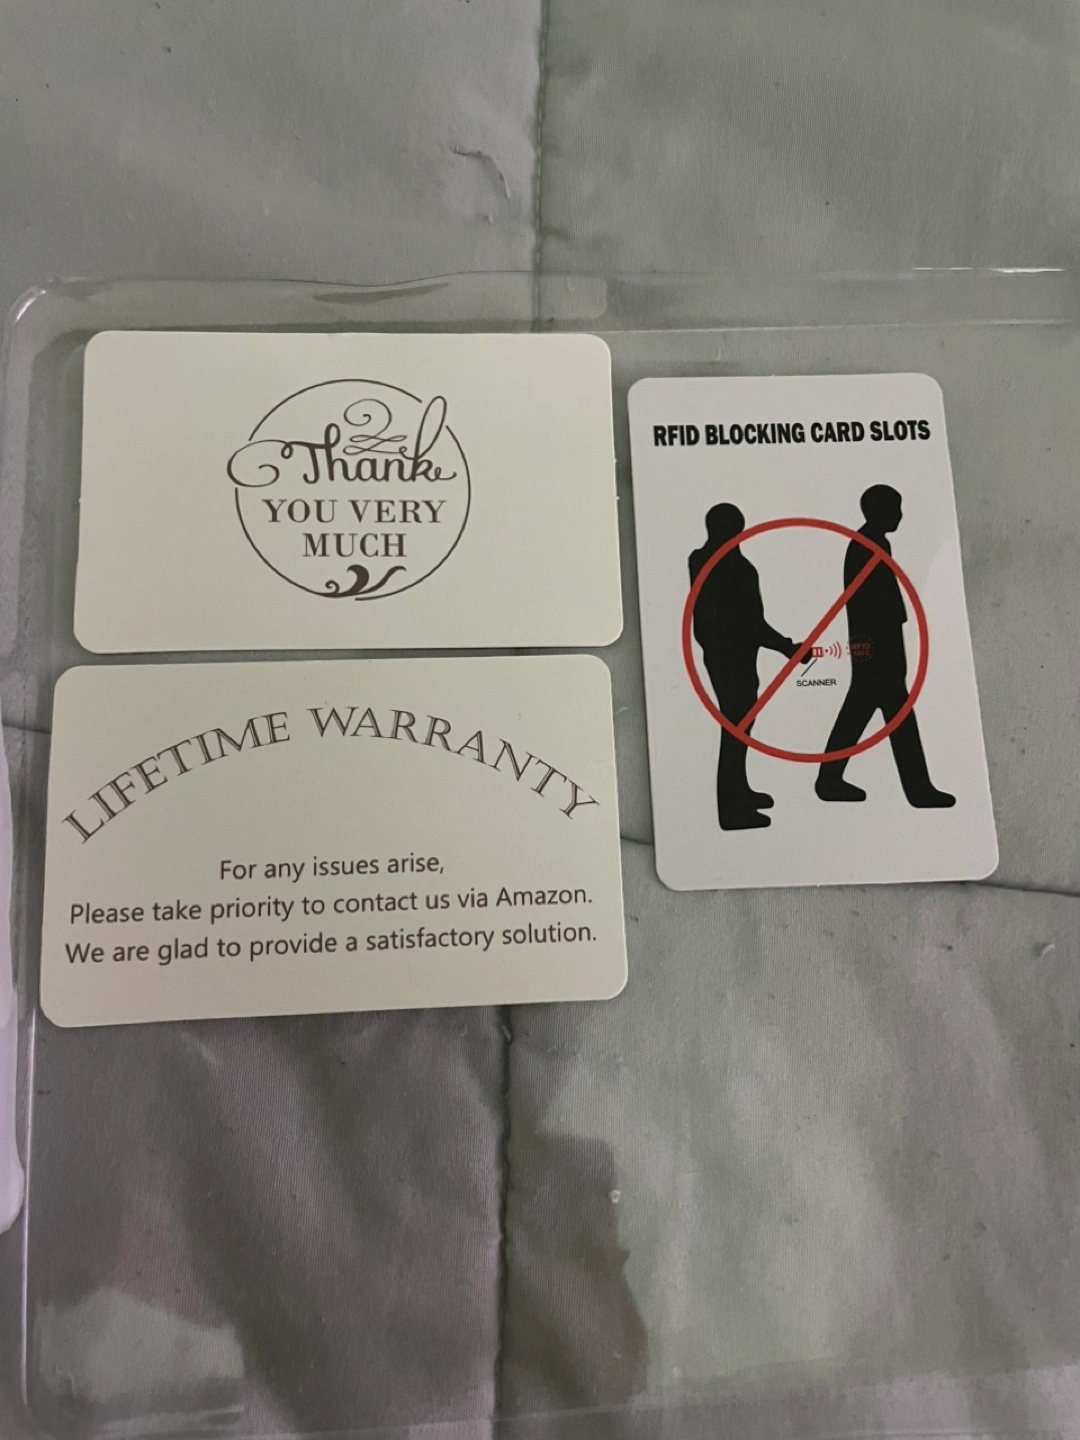 Thank
YOU VERY
MUCH
LIFETIME WARRANTY
For any issues arise,
Please take priority to contact us via Amazon.
We are glad to provide a satisfactory solution.
RFID BLOCKING CARD SLOTS
SCANNER